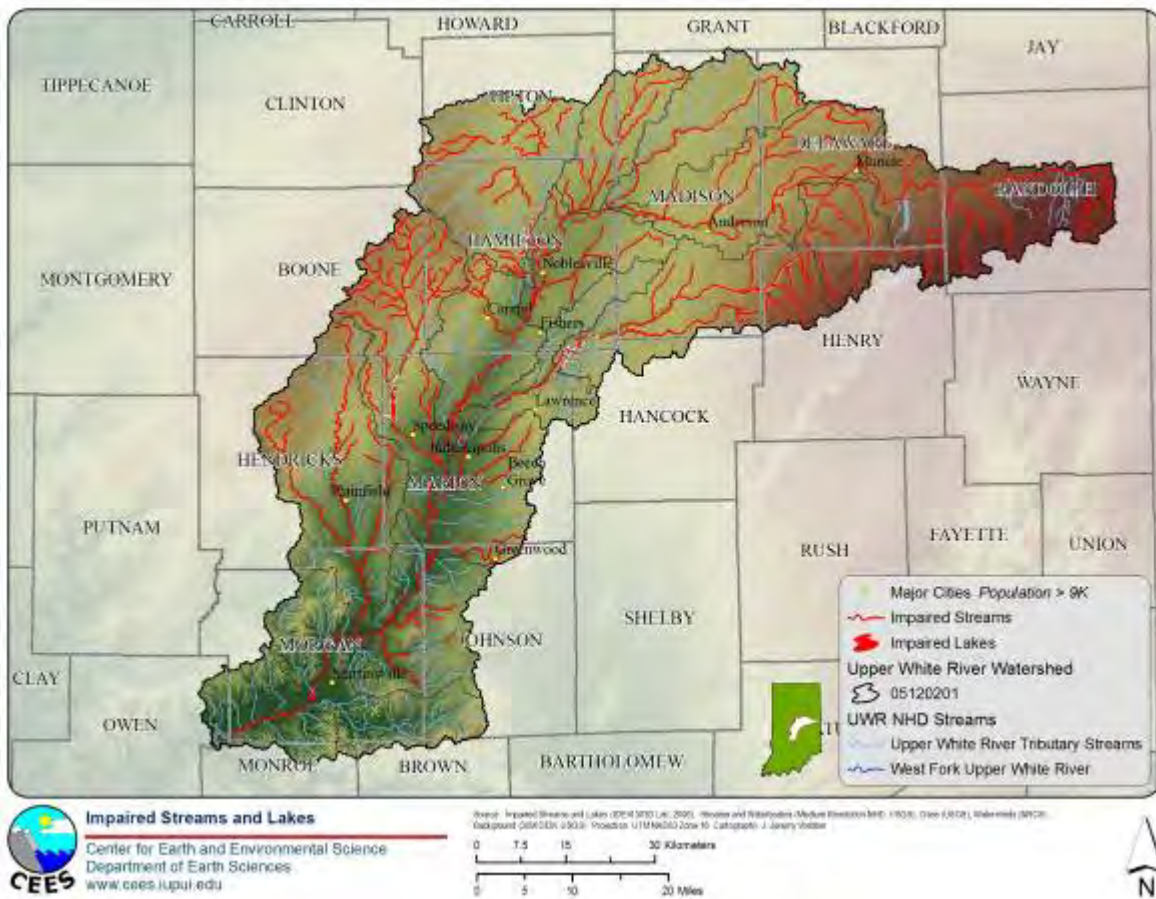 CARROLL
HOWARD
GRANT
BLACKFORD
JAY
TIPPECANOE
CLINTON
TIPTON
DELAWARE
Muncie
RANDOLPH
MADISON
Anderson
HAMILTON
Noblesville
MONTGOMERY
BOONE
Carmel
Fishers
HENRY
WAYNE
Lawrence
HANCOCK
Speedway
Indianapolis
HENDRICKS
Beech
Grove
MARION
Plainfield
PUTNAM
RUSH
FAYETTE
UNION
Greenwood
SHELBY
MORGAN
JOHNSON
Martinsville
CLAY
OWEN
MONROE
BROWN
BARTHOLOMEW
Major Cities Population > 9K
Impaired Streams
Impaired Lakes
Upper White River Watershed
05120201
UWR NHD Streams
Upper White River Tributary Streams
West Fork Upper White River
CEES
Impaired Streams and Lakes
Center for Earth and Environmental Science
Department of Earth Sciences
www.cees.iupui.edu
0 7.5 15 30 Kilometers
0 5 10 20 Miles
N